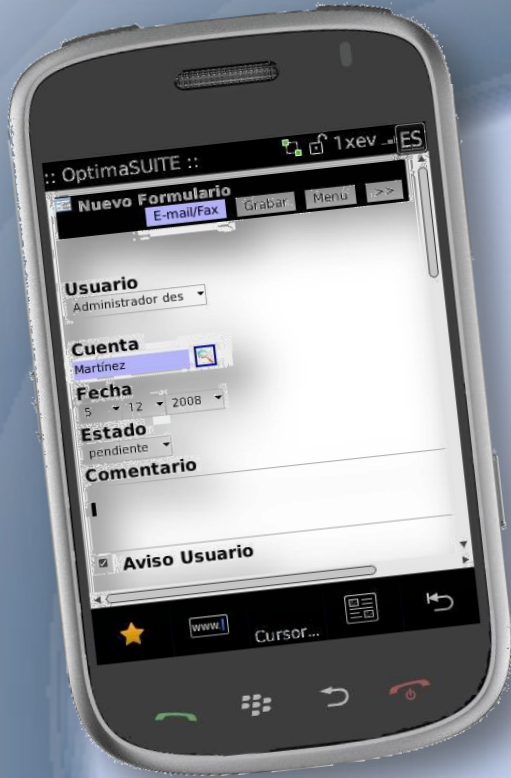 :: OptimaSUITE :: 1xev ES
Nuevo Formulario
E-mail/Fax Grabar Menú >>
Usuario
Administrador des
Cuenta
Martínez
Fecha
5 12 2008
Estado
pendiente
Comentario
Aviso Usuario
www.
Cursor...